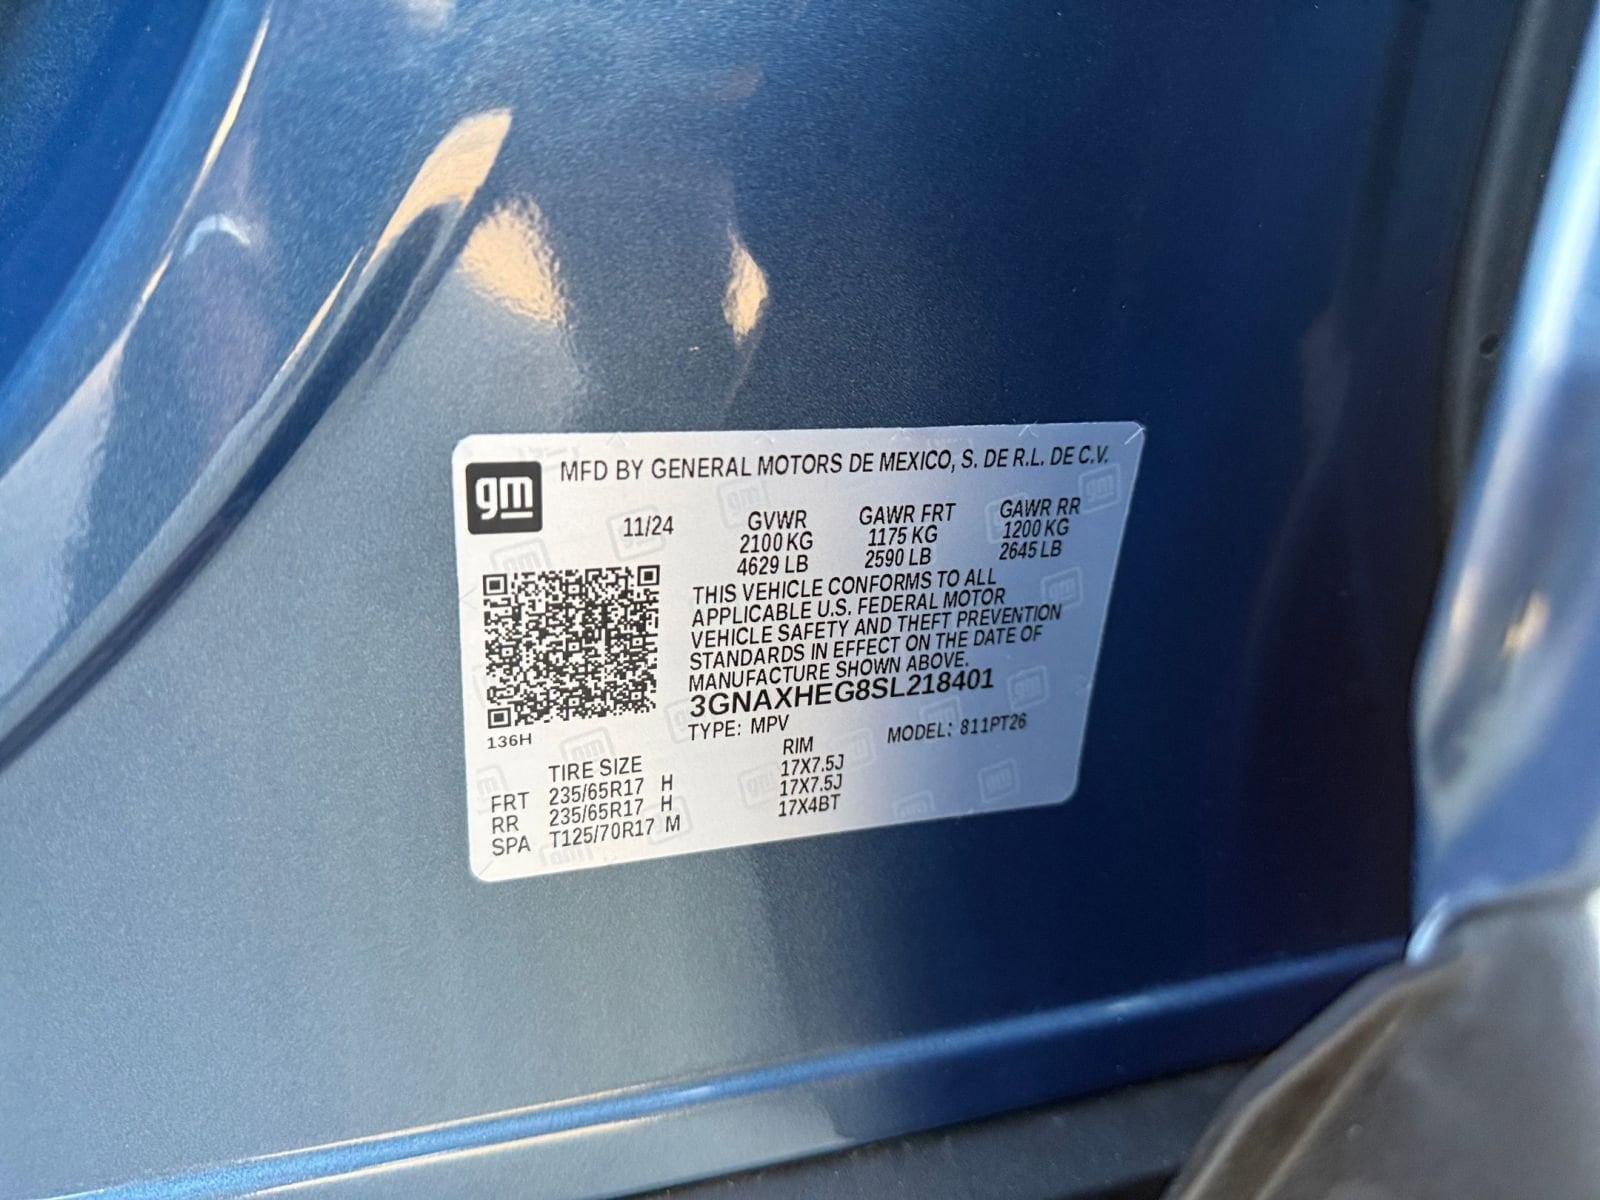 gm MFD BY GENERAL MOTORS DE MEXICO, S. DE R.L. DE C.V.
11/24 GVWR GAWR FRT GAWR RR
2100 KG 1175 KG 1200 KG
4629 LB 2590 LB 2645 LB
THIS VEHICLE CONFORMS TO ALL
APPLICABLE U.S. FEDERAL MOTOR
VEHICLE SAFETY AND THEFT PREVENTION
STANDARDS IN EFFECT ON THE DATE OF
MANUFACTURE SHOWN ABOVE.
3GNAXHEG8SL218401
TYPE: MPV MODEL: 811PT26
136H
TIRE SIZE RIM
FRT 235/65R17 H 17X7.5J
RR 235/65R17 H 17X7.5J
SPA T125/70R17 M 17X4BT